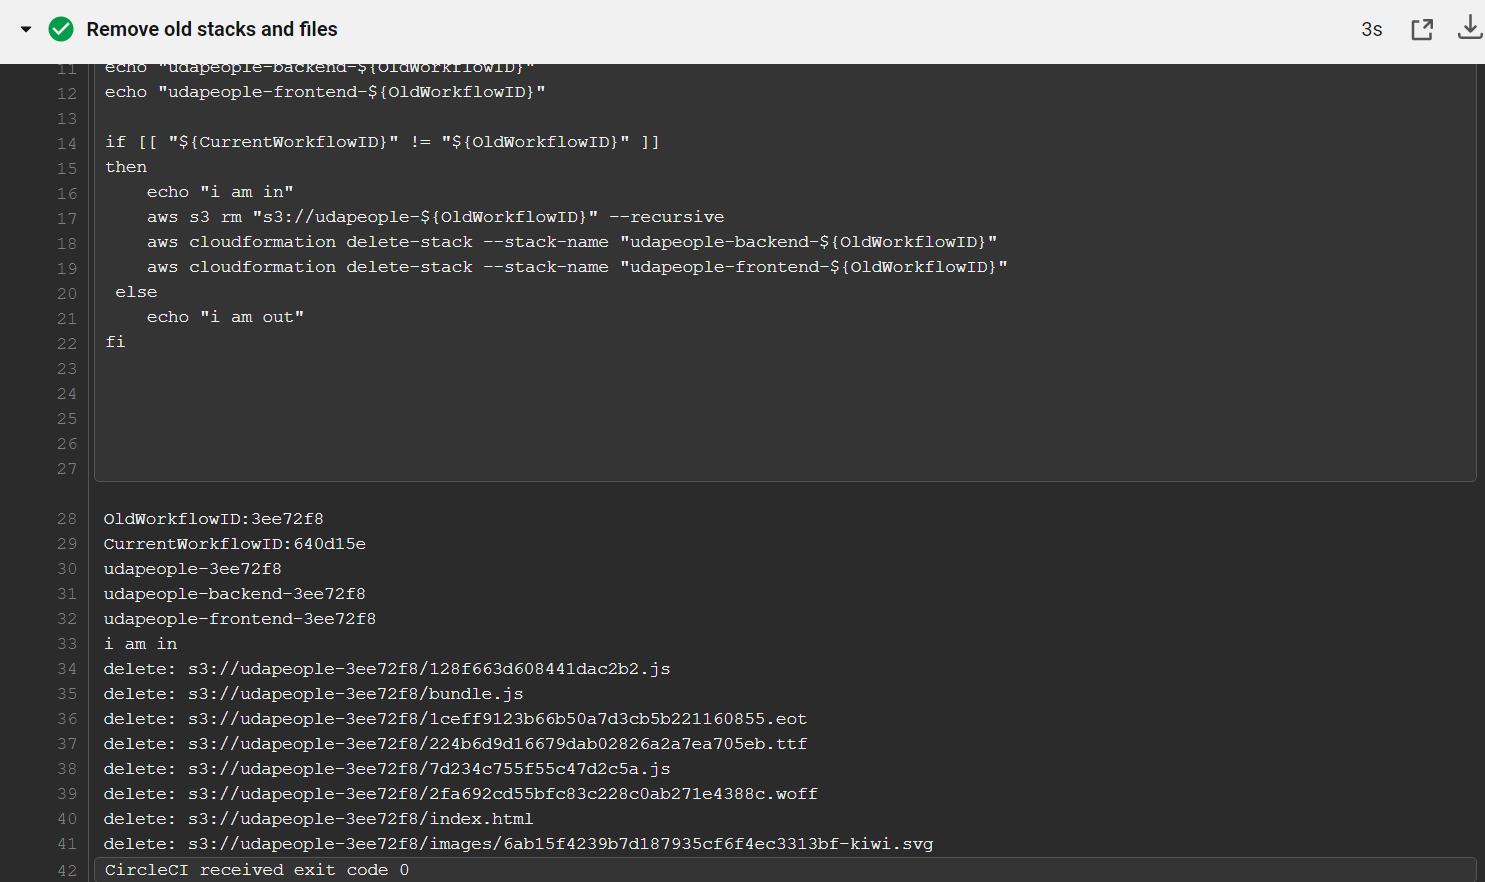 Remove old stacks and files 3s
11 echo "udapeople-backend-${OldWorkflowID}"
12 echo "udapeople-frontend-${OldWorkflowID}"
13
14 if [[ "${CurrentWorkflowID}" != "${OldWorkflowID}" ]]
15 then
16 echo "i am in"
17 aws s3 rm "s3://udapeople-${OldWorkflowID}" --recursive
18 aws cloudformation delete-stack --stack-name "udapeople-backend-${OldWorkflowID}"
19 aws cloudformation delete-stack --stack-name "udapeople-frontend-${OldWorkflowID}"
20 else
21 echo "i am out"
22 fi
23
24
25
26
27
28 OldWorkflowID:3ee72f8
29 CurrentWorkflowID:640d15e
30 udapeople-3ee72f8
31 udapeople-backend-3ee72f8
32 udapeople-frontend-3ee72f8
33 i am in
34 delete: s3://udapeople-3ee72f8/128f663d608441dac2b2.js
35 delete: s3://udapeople-3ee72f8/bundle.js
36 delete: s3://udapeople-3ee72f8/1ceff9123b66b50a7d3cb5b221160855.eot
37 delete: s3://udapeople-3ee72f8/224b6d9d16679dab02826a2a7ea705eb.ttf
38 delete: s3://udapeople-3ee72f8/7d234c755f55c47d2c5a.js
39 delete: s3://udapeople-3ee72f8/2fa692cd55bfc83c228c0ab271e4388c.woff
40 delete: s3://udapeople-3ee72f8/index.html
41 delete: s3://udapeople-3ee72f8/images/6ab15f4239b7d187935cf6f4ec3313bf-kiwi.svg
42 CircleCI received exit code 0